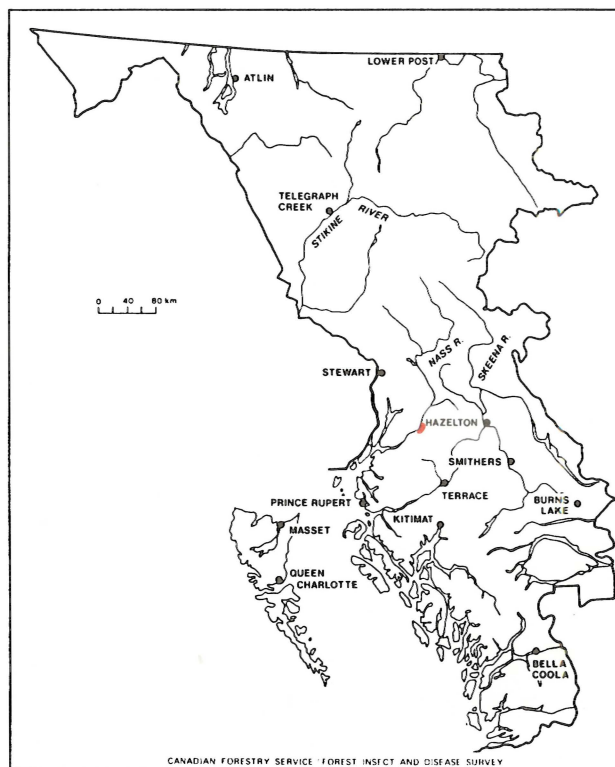 LOWER POST
ATLIN
TELEGRAPH
CREEK
STIKINE RIVER
0 40 80 km
NASS R.
SKEENA R.
STEWART
HAZELTON
SMITHERS
TERRACE
PRINCE RUPERT
BURNS
LAKE
KITIMAT
MASSET
QUEEN
CHARLOTTE
BELLA
COOLA
CANADIAN FORESTRY SERVICE FOREST INSECT AND DISEASE SURVEY